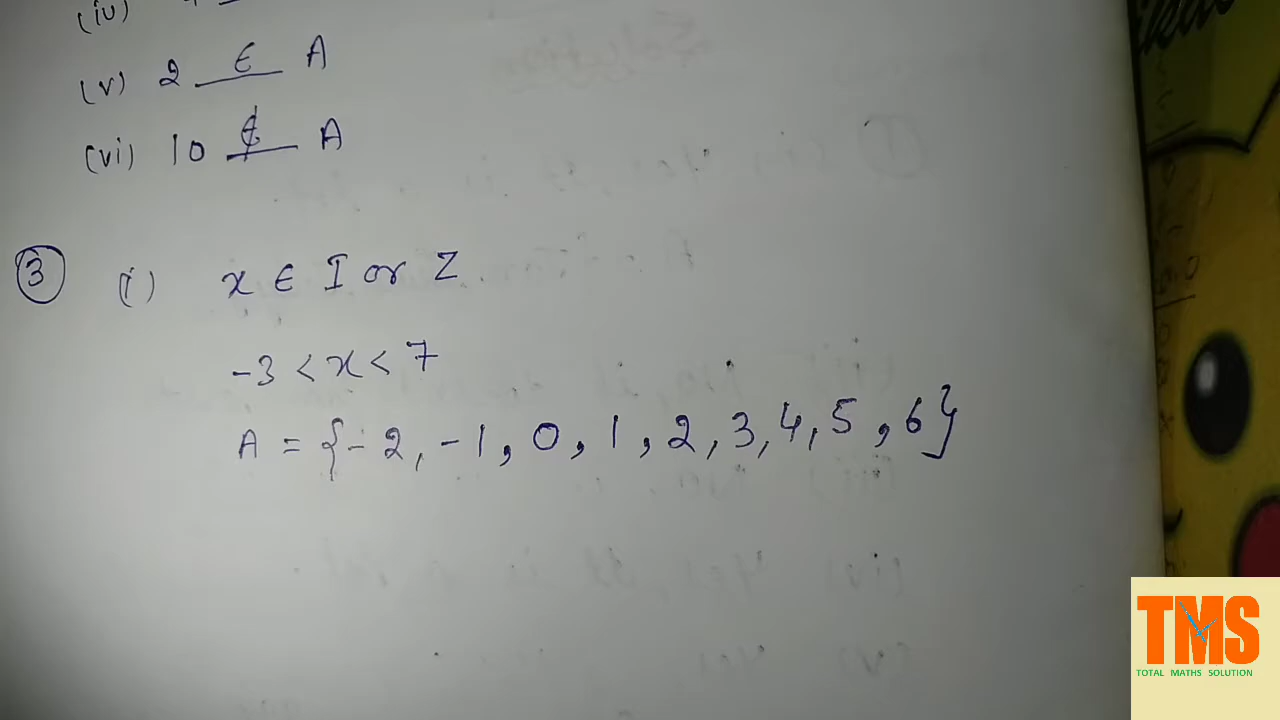 (iv)
(v) 2 ∈ A
(vi) 10 ∉ A
③ (i) x ∈ I or Z
-3 < x < 7
A = {-2, -1, 0, 1, 2, 3, 4, 5, 6}
TMS
TOTAL MATHS SOLUTION